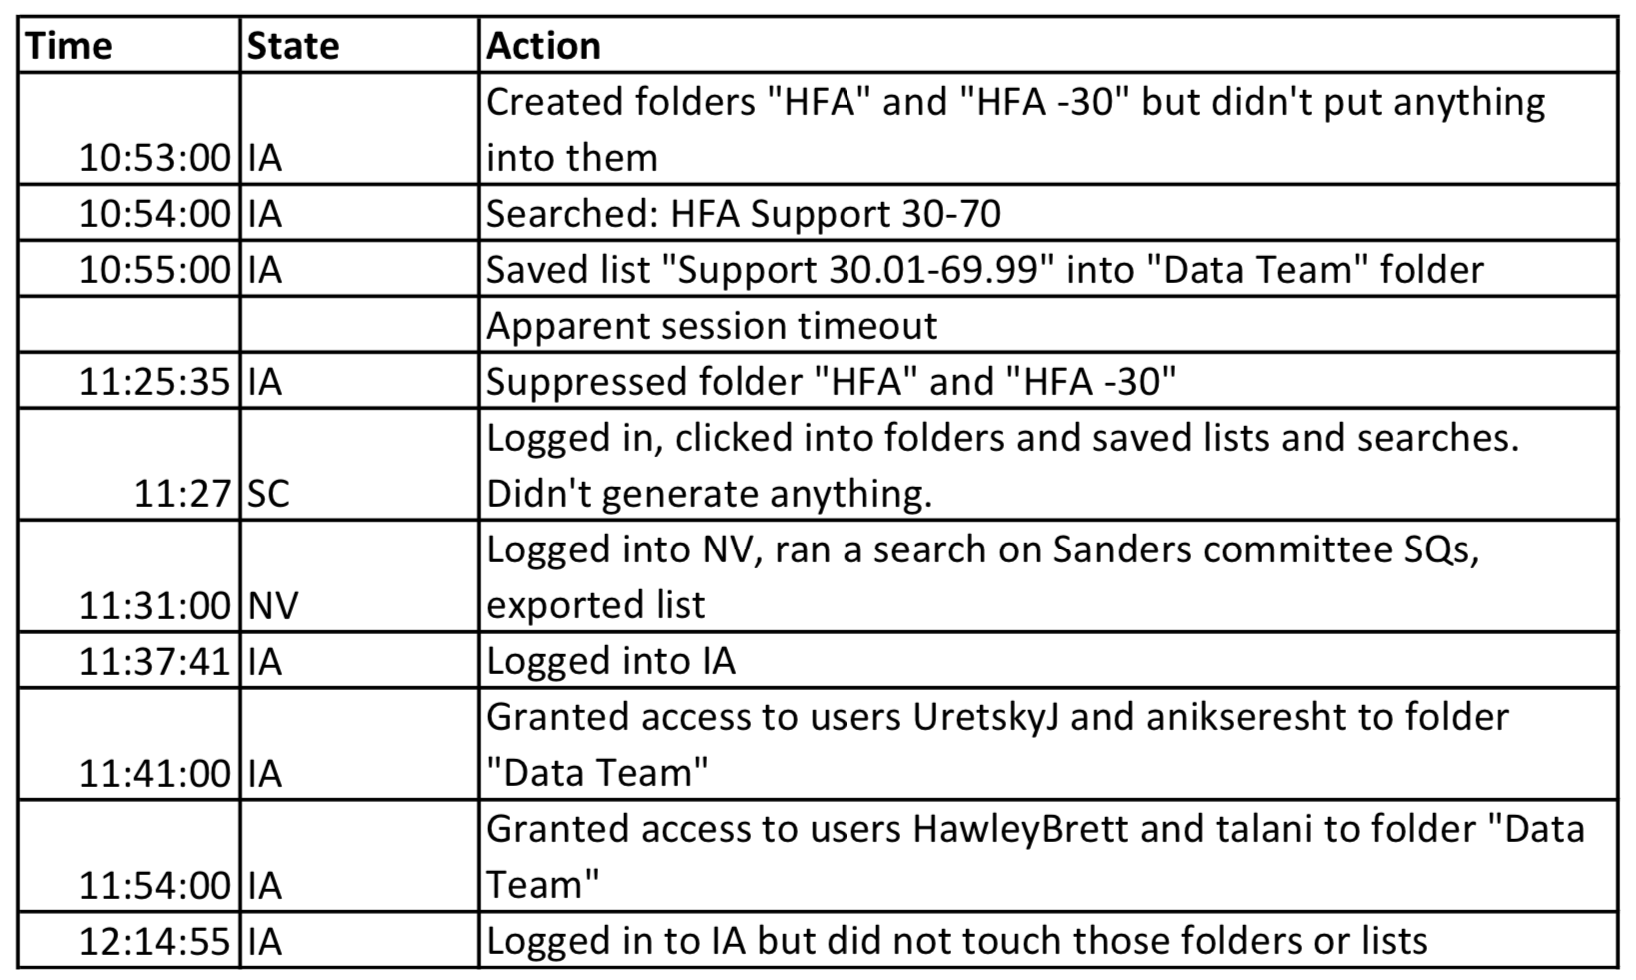 Time State Action
Created folders "HFA" and "HFA -30" but didn't put anything
10:53:00 IA into them
10:54:00 IA Searched: HFA Support 30-70
10:55:00 IA Saved list "Support 30.01-69.99" into "Data Team" folder
Apparent session timeout
11:25:35 IA Suppressed folder "HFA" and "HFA -30"
Logged in, clicked into folders and saved lists and searches.
11:27 SC Didn't generate anything.
Logged into NV, ran a search on Sanders committee SQs,
11:31:00 NV exported list
11:37:41 IA Logged into IA
Granted access to users UretskyJ and anikseresht to folder
11:41:00 IA "Data Team"
Granted access to users HawleyBrett and talani to folder "Data
11:54:00 IA Team"
12:14:55 IA Logged in to IA but did not touch those folders or lists